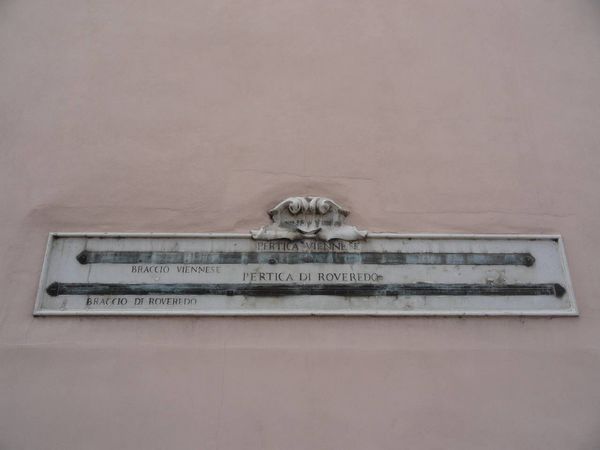 PERTICA VIENNESE
BRACCIO VIENNESE
PERTICA DI ROVEREDO
BRACCIO DI ROVEREDO